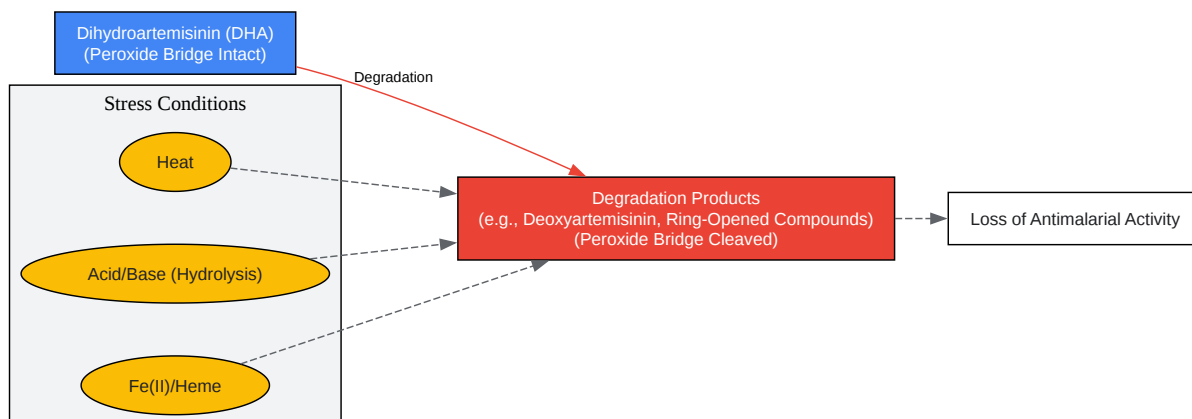 Dihydroartemisinin (DHA)
(Peroxide Bridge Intact)
Degradation
Stress Conditions
Heat
Acid/Base (Hydrolysis)
Fe(II)/Heme
Degradation Products
(e.g., Deoxyartemisinin, Ring-Opened Compounds)
(Peroxide Bridge Cleaved)
Loss of Antimalarial Activity